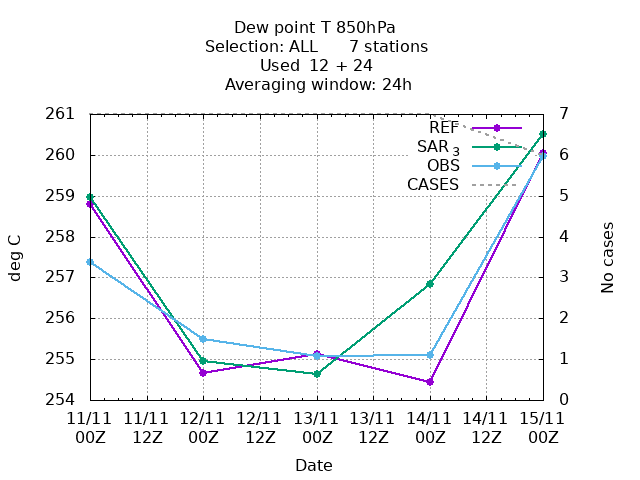 Dew point T 850hPa
Selection: ALL 7 stations
Used 12 + 24
Averaging window: 24h
261 7
REF
SAR 3
260 6
OBS
CASES
259 5
258 4
deg C
No cases
257 3
256 2
255 1
254 0
11/11 11/11 12/11 12/11 13/11 13/11 14/11 14/11 15/11
00Z 12Z 00Z 12Z 00Z 12Z 00Z 12Z 00Z
Date